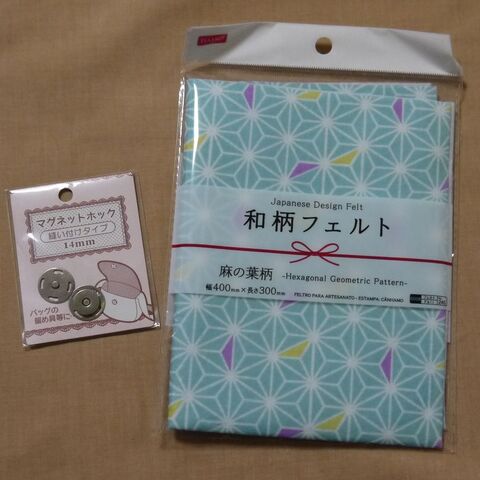 マグネットホック
縫い付けタイプ
14mm
バッグの
留め具等に
Japanese Design Felt
和柄フェルト
麻の葉柄 -Hexagonal Geometric Pattern-
幅400mm×長さ300mm
FELTRO PARA ARTESANATO - ESTAMPA: CÂNHAMO